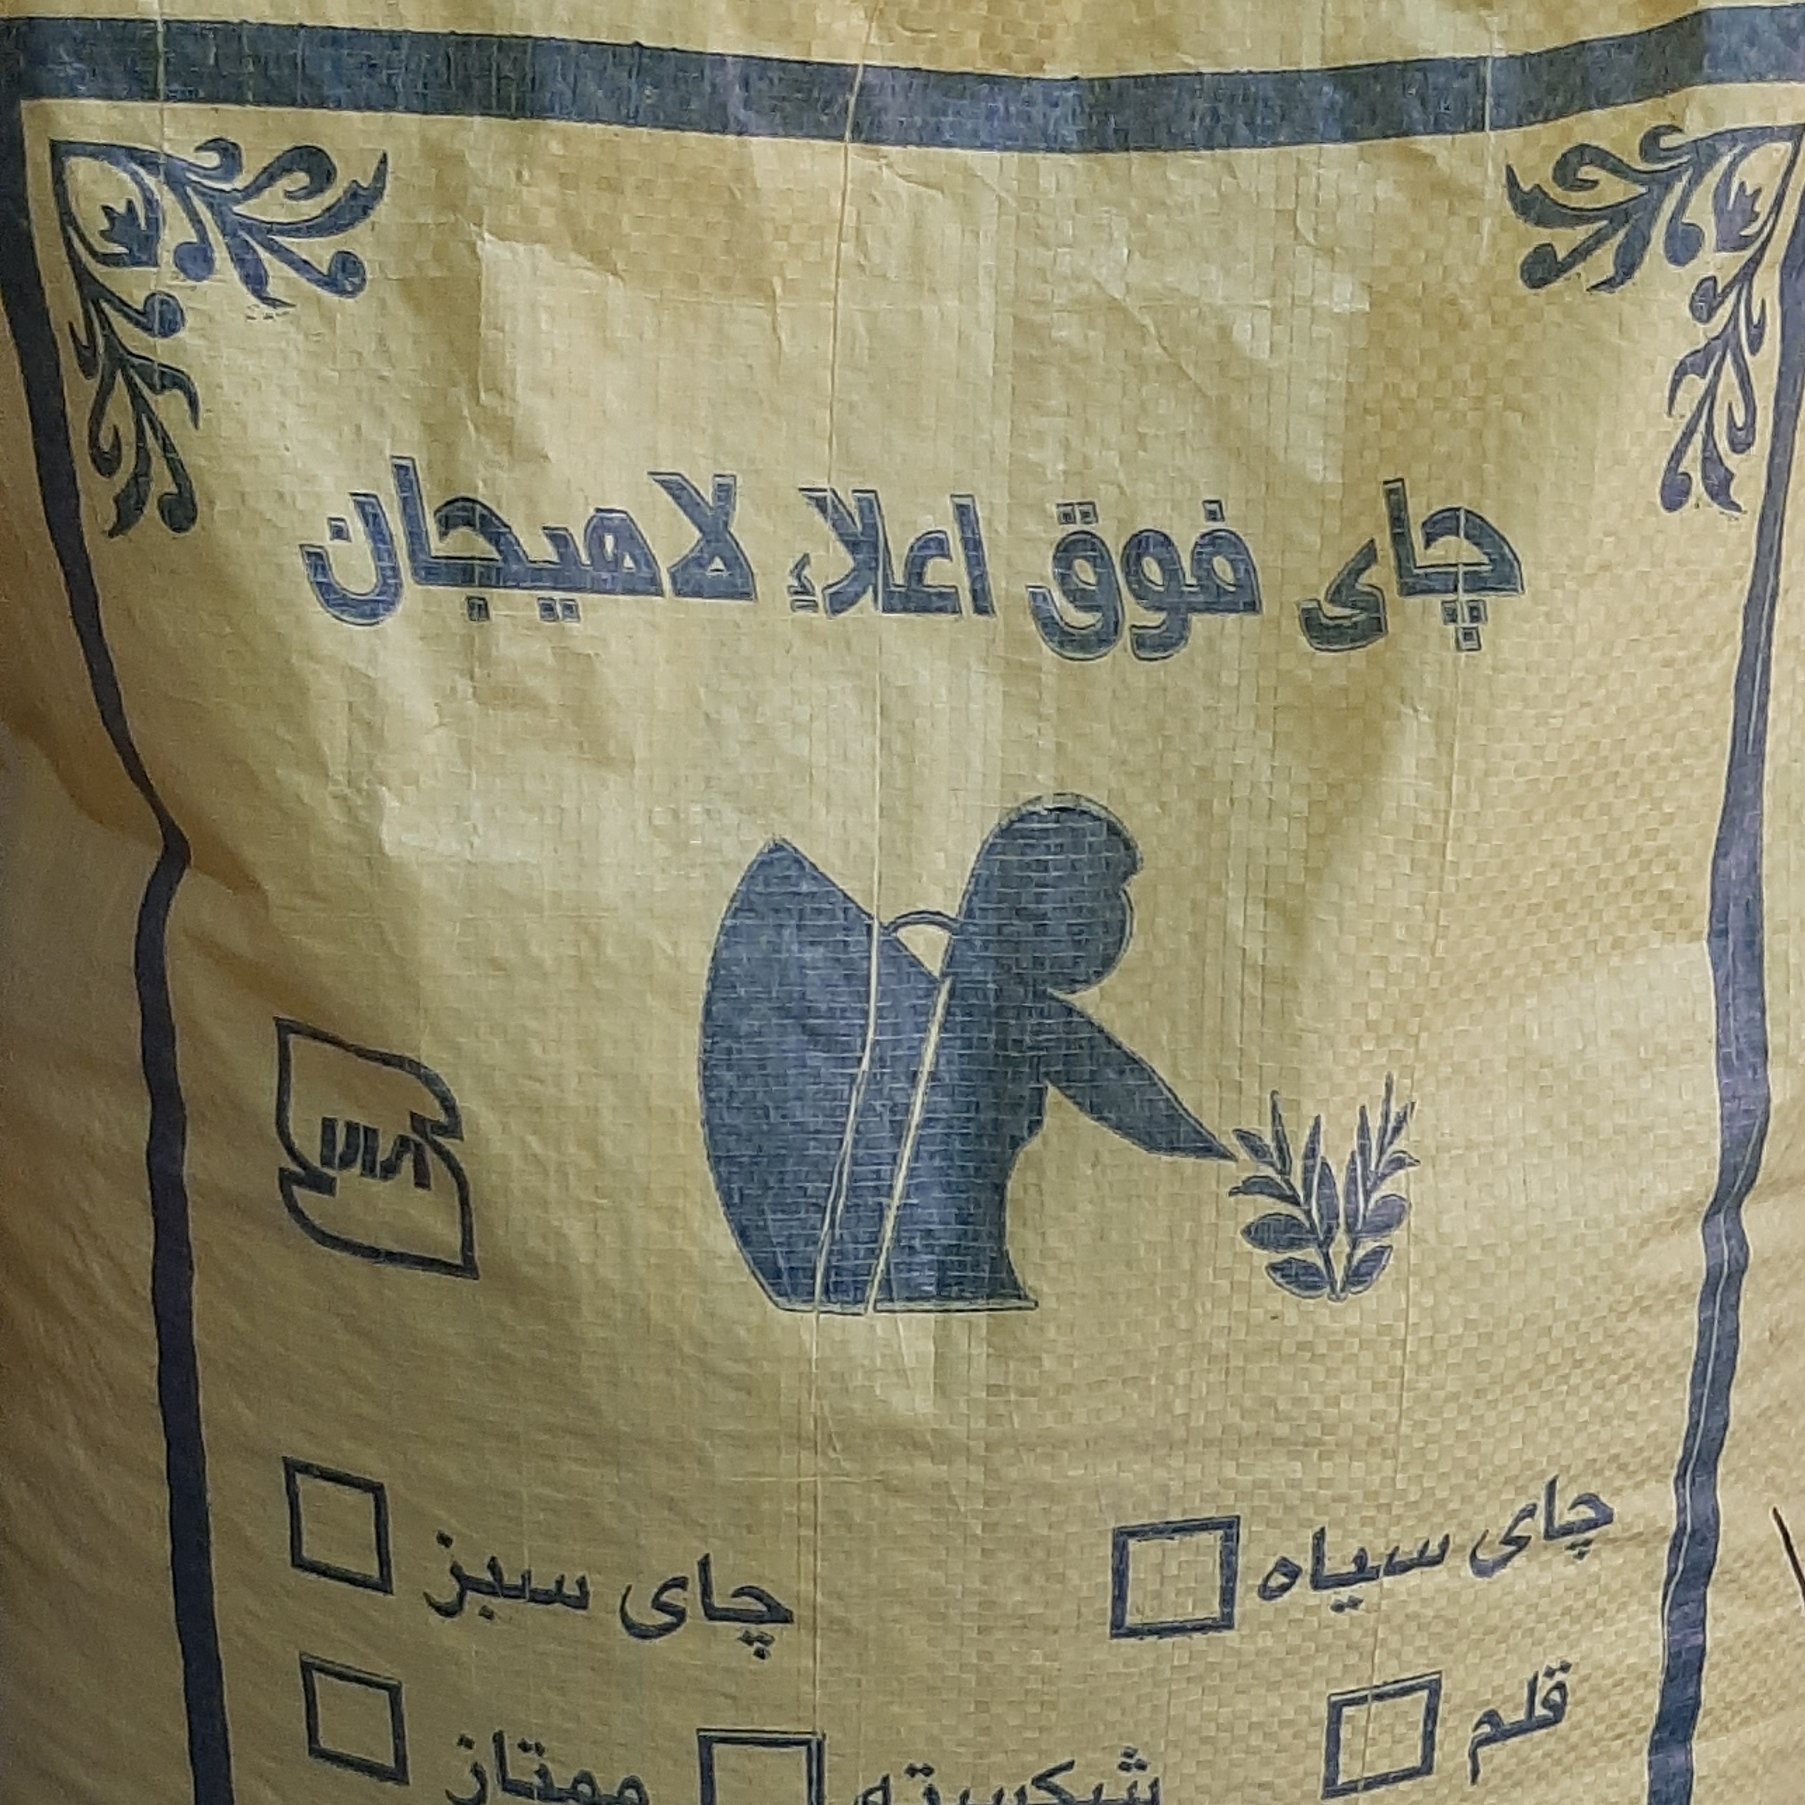 چای فوق اعلاء لاهیجان
چای سیاه چای سبز
قلم شکسته ممتاز